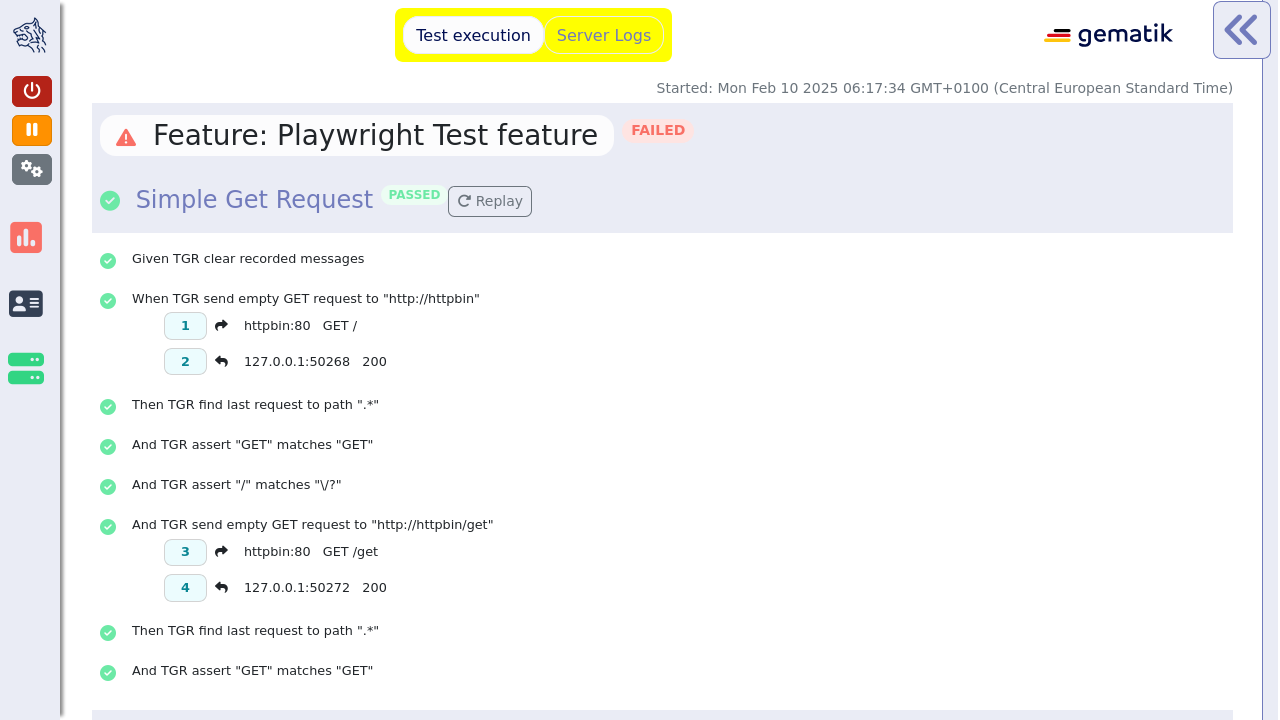 Test execution Server Logs
gematik
Started: Mon Feb 10 2025 06:17:34 GMT+0100 (Central European Standard Time)
Feature: Playwright Test feature FAILED
Simple Get Request PASSED Replay
Given TGR clear recorded messages
When TGR send empty GET request to "http://httpbin"
1 httpbin:80 GET /
2 127.0.0.1:50268 200
Then TGR find last request to path ".*"
And TGR assert "GET" matches "GET"
And TGR assert "/" matches "\/?"
And TGR send empty GET request to "http://httpbin/get"
3 httpbin:80 GET /get
4 127.0.0.1:50272 200
Then TGR find last request to path ".*"
And TGR assert "GET" matches "GET"